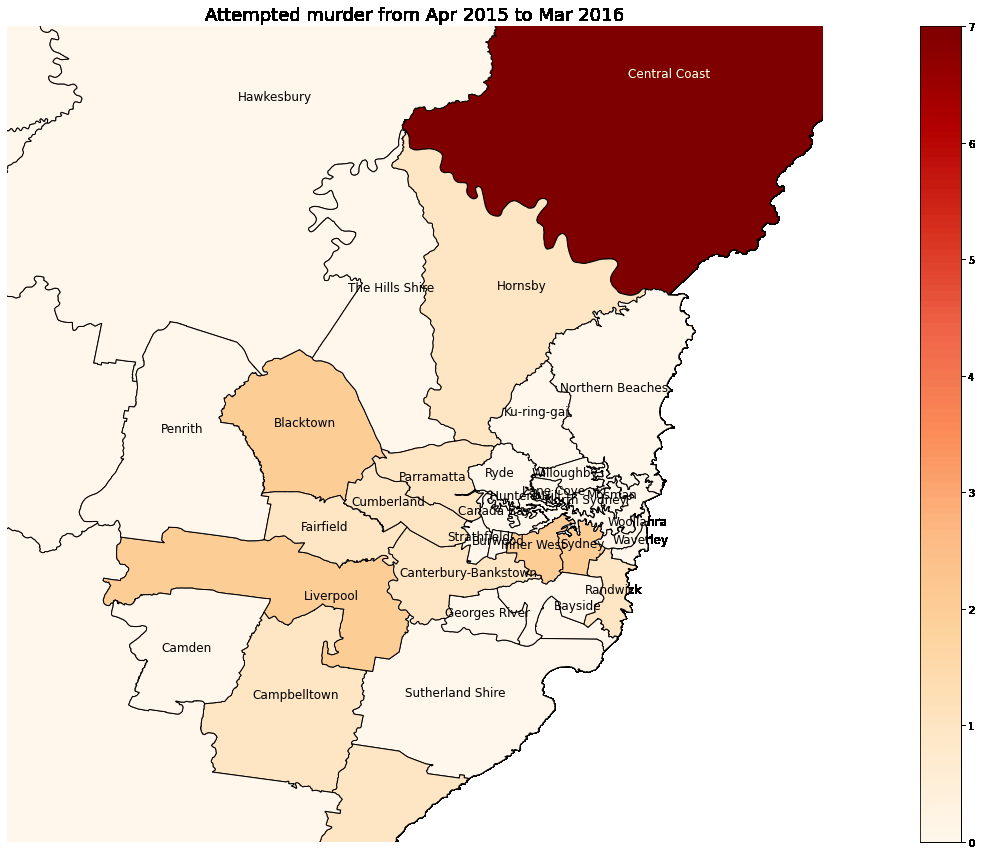 Attempted murder from Apr 2015 to Mar 2016
Central Coast
Hawkesbury
The Hills Shire
Hornsby
Northern Beaches
Ku-ring-gai
Blacktown
Penrith
Parramatta
Ryde
Willoughby
Lane Cove
Mosman
North Sydney
Hunters Hill
Cumberland
Canada Bay
Fairfield
Woollahra
Strathfield
Burwood
Inner West
Sydney
Waverley
Canterbury-Bankstown
Liverpool
Randwick
Bayside
Georges River
Camden
Campbelltown
Sutherland Shire
7
6
5
4
3
2
1
0